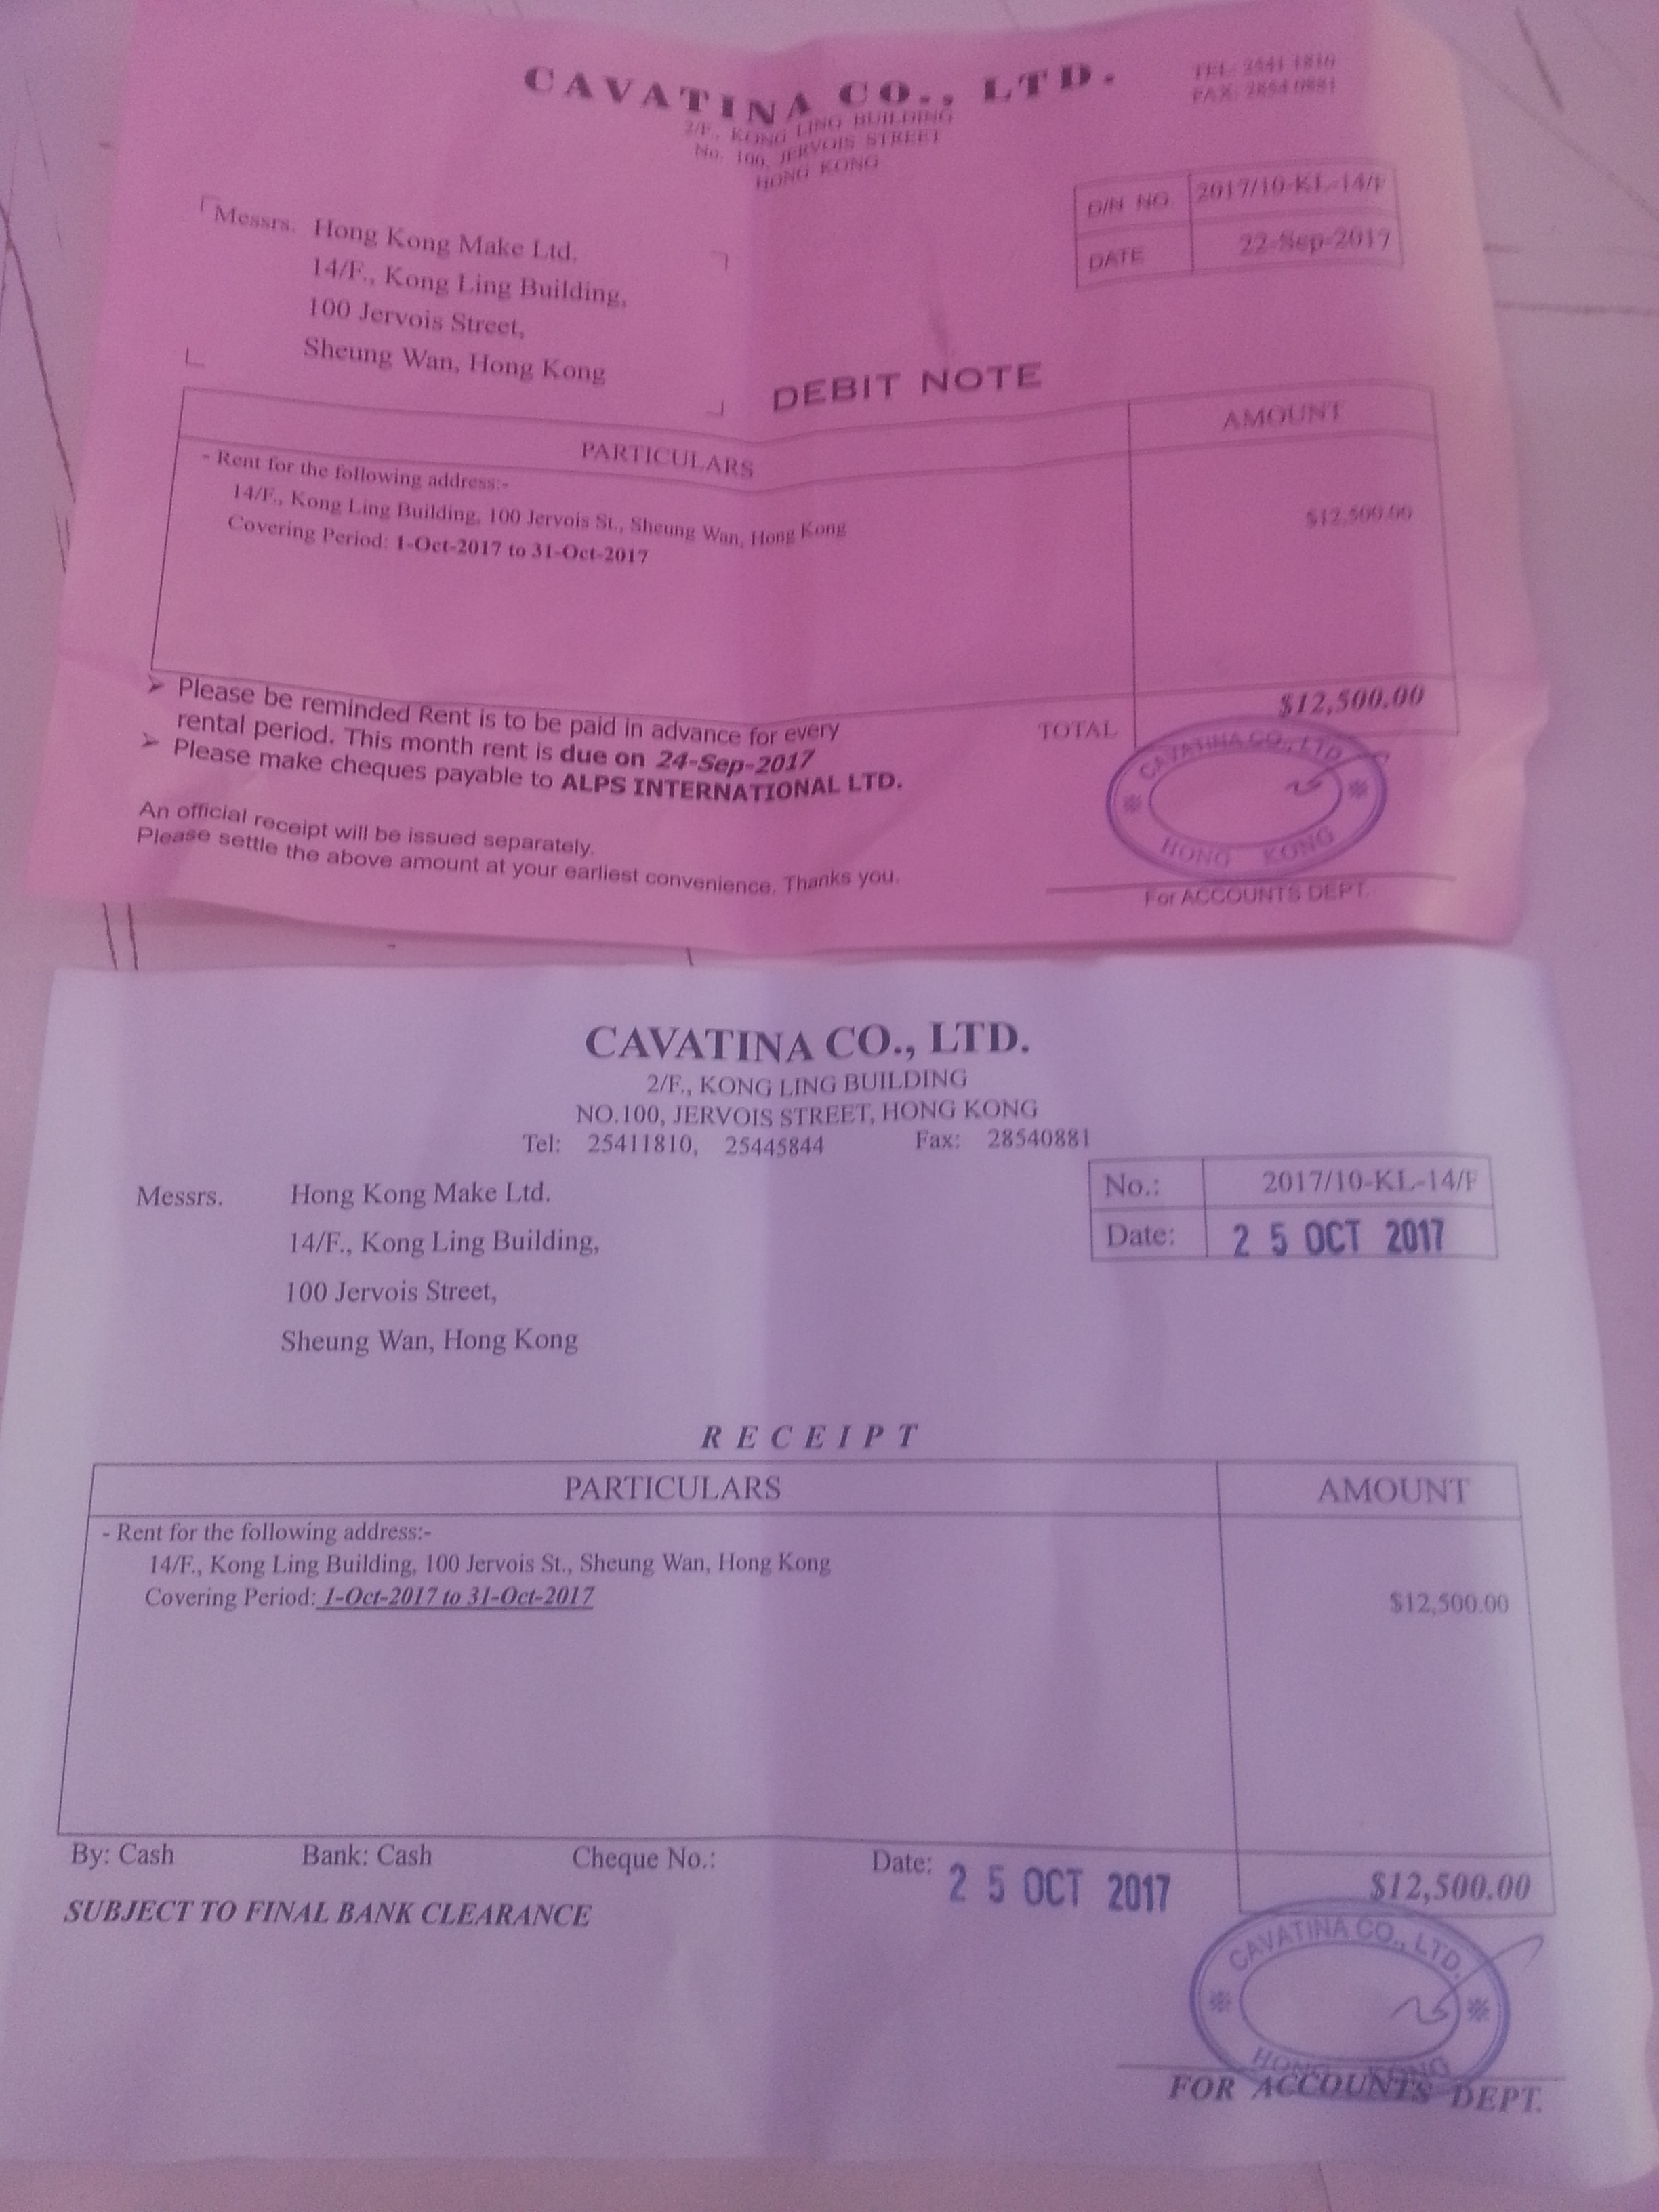 CAVATINA CO., LTD.
TEL: 2541 1810
FAX: 2854 0881
2/F., KONG LING BUILDING
No. 100, JERVOIS STREET
HONG KONG
Messrs. Hong Kong Make Ltd.
14/F., Kong Ling Building,
100 Jervois Street,
Sheung Wan, Hong Kong
D/N NO. 2017/10-KL-14/F
DATE 22-Sep-2017
DEBIT NOTE
PARTICULARS AMOUNT
- Rent for the following address:-
14/F., Kong Ling Building, 100 Jervois St., Sheung Wan, Hong Kong $12,500.00
Covering Period: 1-Oct-2017 to 31-Oct-2017
➢ Please be reminded Rent is to be paid in advance for every
rental period. This month rent is due on 24-Sep-2017
➢ Please make cheques payable to ALPS INTERNATIONAL LTD.
TOTAL $12,500.00
An official receipt will be issued separately.
Please settle the above amount at your earliest convenience. Thanks you.
CAVATINA CO., LTD.
HONG KONG
For ACCOUNTS DEPT.
CAVATINA CO., LTD.
2/F., KONG LING BUILDING
NO.100, JERVOIS STREET, HONG KONG
Tel: 25411810, 25445844 Fax: 28540881
Messrs. Hong Kong Make Ltd.
14/F., Kong Ling Building,
100 Jervois Street,
Sheung Wan, Hong Kong
No.: 2017/10-KL-14/F
Date: 25 OCT 2017
RECEIPT
PARTICULARS AMOUNT
- Rent for the following address:-
14/F., Kong Ling Building, 100 Jervois St., Sheung Wan, Hong Kong
Covering Period: 1-Oct-2017 to 31-Oct-2017 $12,500.00
By: Cash Bank: Cash Cheque No.: Date: 25 OCT 2017 $12,500.00
SUBJECT TO FINAL BANK CLEARANCE
CAVATINA CO., LTD.
HONG KONG
FOR ACCOUNTS DEPT.